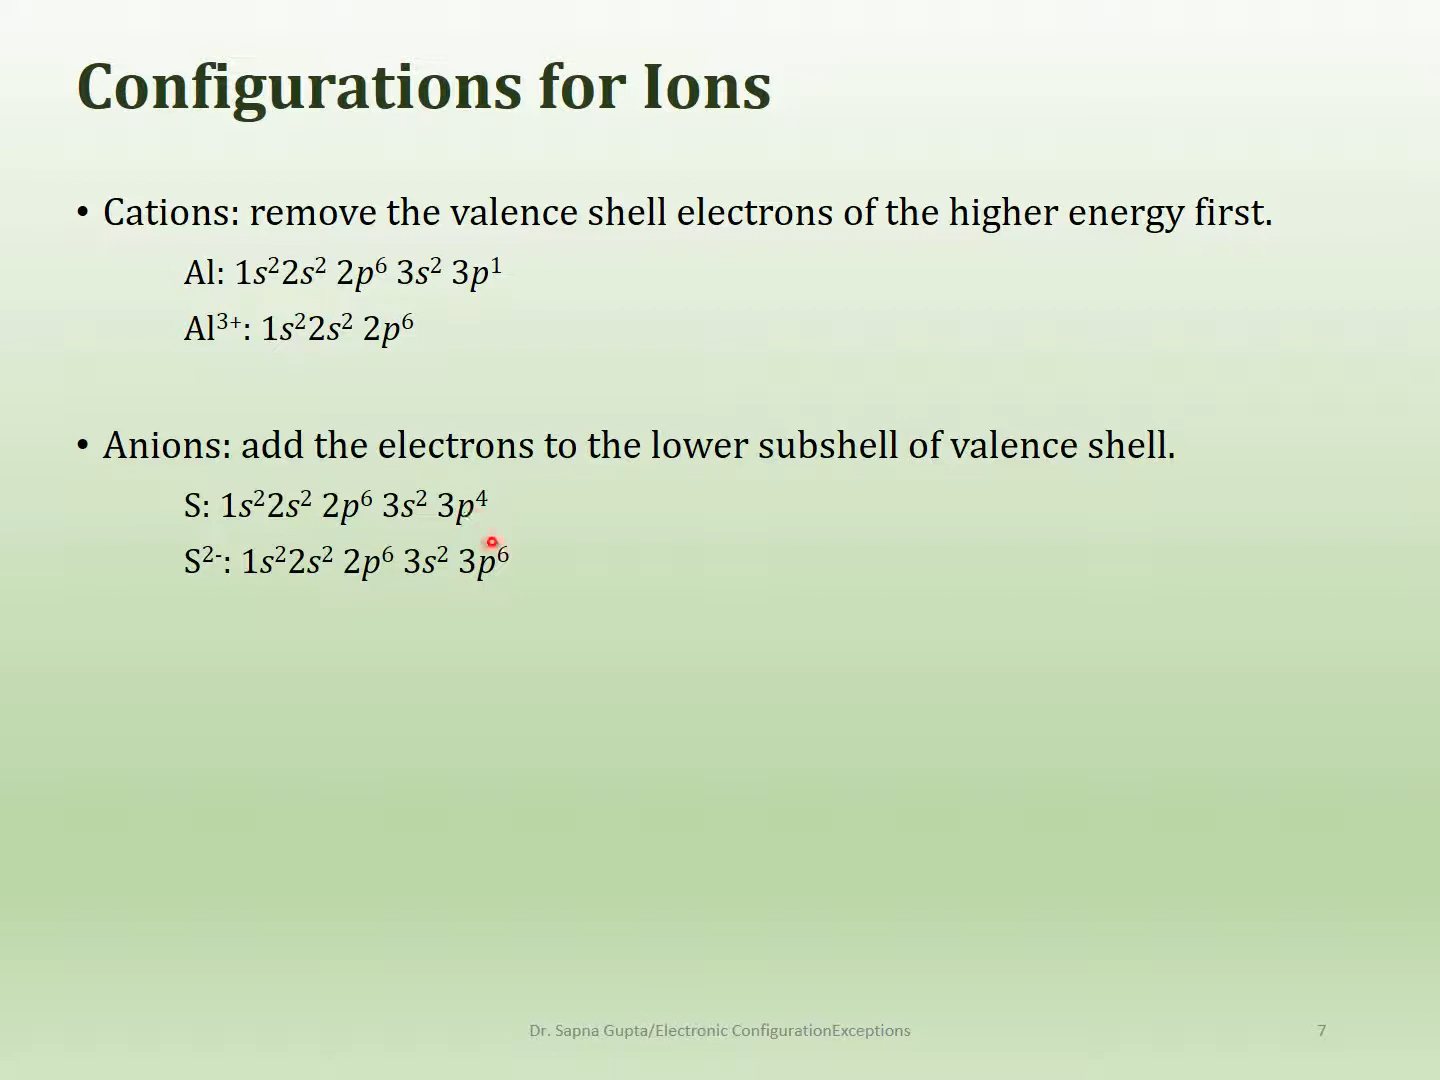 Configurations for Ions
• Cations: remove the valence shell electrons of the higher energy first.
Al: 1s²2s² 2p⁶ 3s² 3p¹
Al³⁺: 1s²2s² 2p⁶
• Anions: add the electrons to the lower subshell of valence shell.
S: 1s²2s² 2p⁶ 3s² 3p⁴
S²⁻: 1s²2s² 2p⁶ 3s² 3p⁶
Dr. Sapna Gupta/Electronic ConfigurationExceptions
7